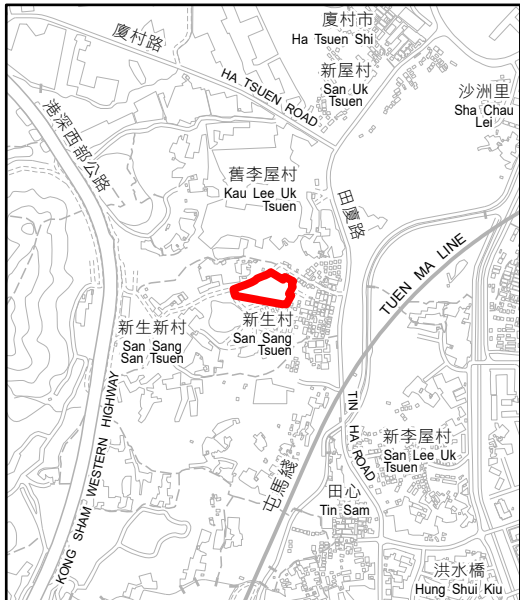 廈村市
Ha Tsuen Shi
廈村路
HA TSUEN ROAD
新屋村
San Uk
Tsuen
沙洲里
Sha Chau
Lei
港深西部公路
舊李屋村
Kau Lee Uk
Tsuen
田廈路
TUEN MA LINE
新生新村
San Sang
San Tsuen
新生村
San Sang
Tsuen
KONG SHAM WESTERN HIGHWAY
TIN HA ROAD
新李屋村
San Lee Uk
Tsuen
屯馬綫
田心
Tin Sam
洪水橋
Hung Shui Kiu